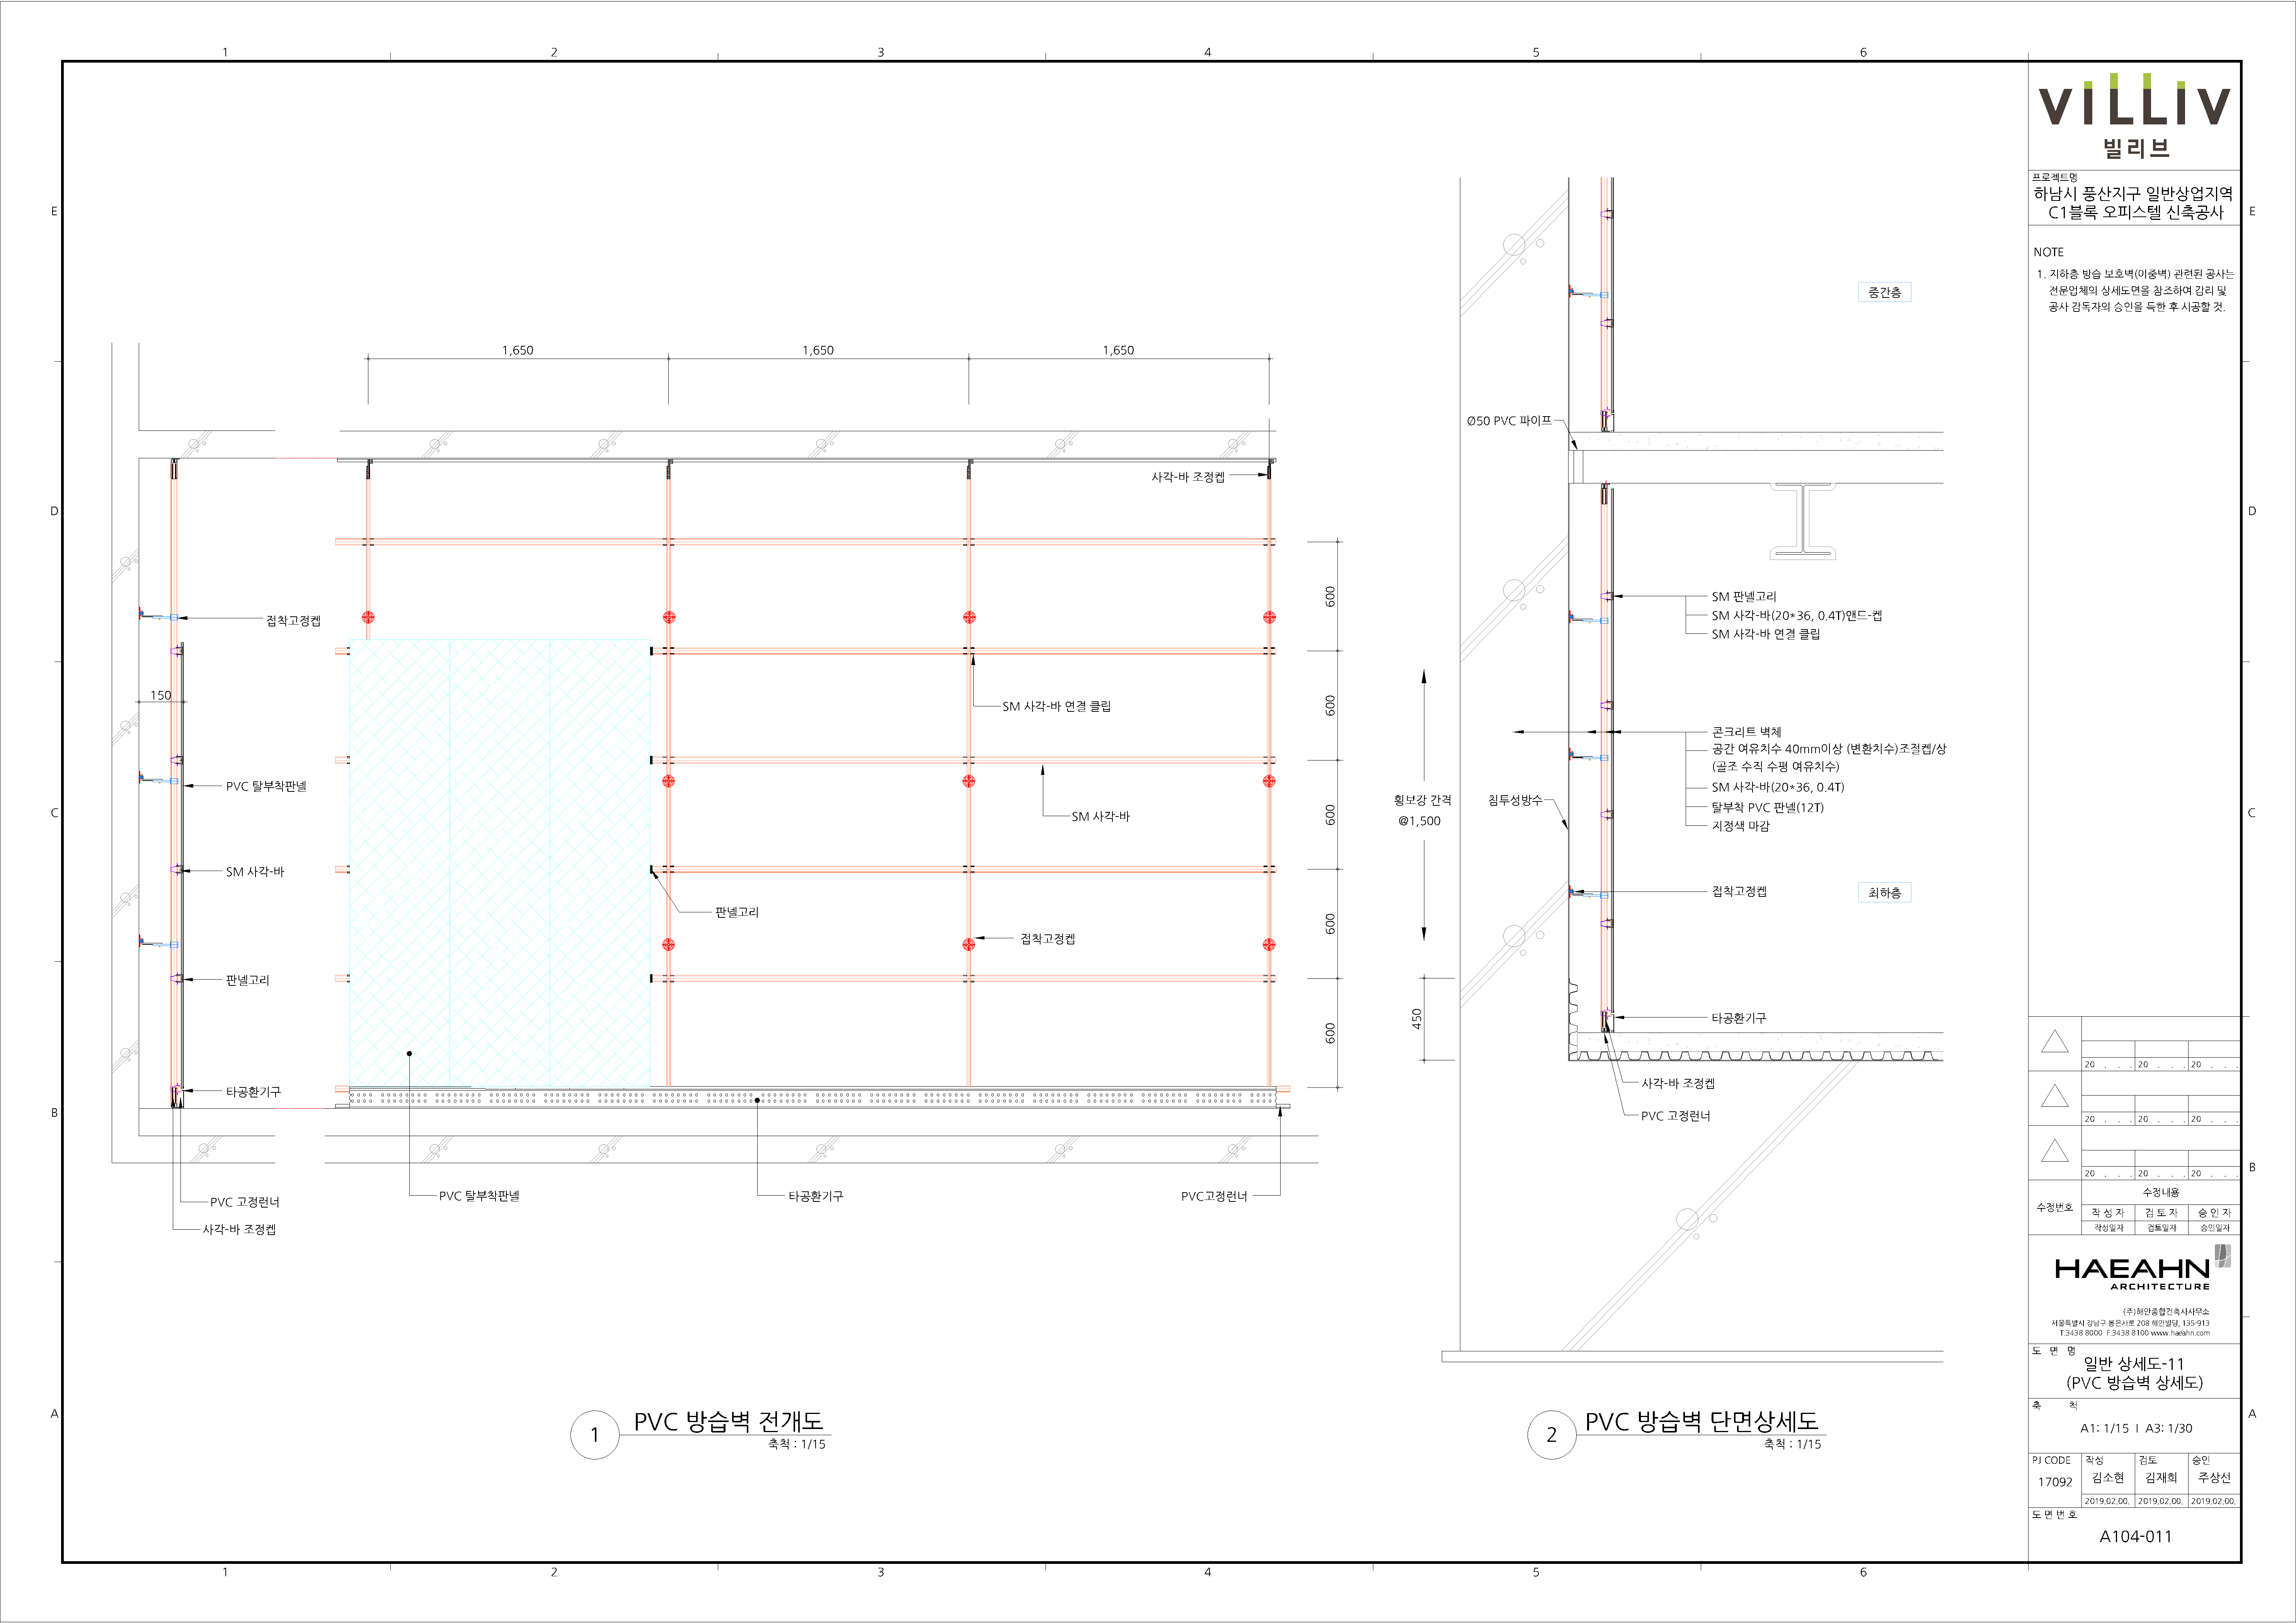 1 2 3 4 5 6
E
D
C
B
A
1,650 1,650 1,650
사각-바 조정켑
접착고정켑
150
PVC 탈부착판넬
SM 사각-바
판넬고리
타공환기구
PVC 고정런너
사각-바 조정켑
SM 사각-바 연결 클립
SM 사각-바
판넬고리
접착고정켑
PVC 탈부착판넬
타공환기구
PVC고정런너
600
600
600
600
600
1
PVC 방습벽 전개도
축척 : 1/15
중간층
Ø50 PVC 파이프
SM 판넬고리
SM 사각-바(20*36, 0.4T)앤드-켑
SM 사각-바 연결 클립
횡보강 간격
@1,500
침투성방수
콘크리트 벽체
공간 여유치수 40mm이상 (변환치수)조절켑/상
(골조 수직 수평 여유치수)
SM 사각-바(20*36, 0.4T)
탈부착 PVC 판넬(12T)
지정색 마감
접착고정켑
최하층
450
타공환기구
사각-바 조정켑
PVC 고정런너
2
PVC 방습벽 단면상세도
축척 : 1/15
1 2 3 4 5 6
E
D
C
B
A
VILLIV
빌리브
프로젝트명
하남시 풍산지구 일반상업지역
C1블록 오피스텔 신축공사
NOTE
1. 지하층 방습 보호벽(이중벽) 관련된 공사는
전문업체의 상세도면을 참조하여 감리 및
공사 감독자의 승인을 득한 후 시공할 것.
20 . . . 20 . . . 20 . . .
20 . . . 20 . . . 20 . . .
20 . . . 20 . . . 20 . . .
수정번호
수정내용
작 성 자 검 토 자 승 인 자
작성일자 검토일자 승인일자
HAEAHN
ARCHITECTURE
(주)해안종합건축사사무소
서울특별시 강남구 봉은사로 208 해안빌딩, 135-913
T.3438 8000 F.3438 8100 www.haeahn.com
도 면 명
일반 상세도-11
(PVC 방습벽 상세도)
축 척
A1: 1/15 I A3: 1/30
PJ CODE 작성 검토 승인
17092 김소현 김재희 주상선
2019.02.00. 2019.02.00. 2019.02.00.
도 면 번 호
A104-011